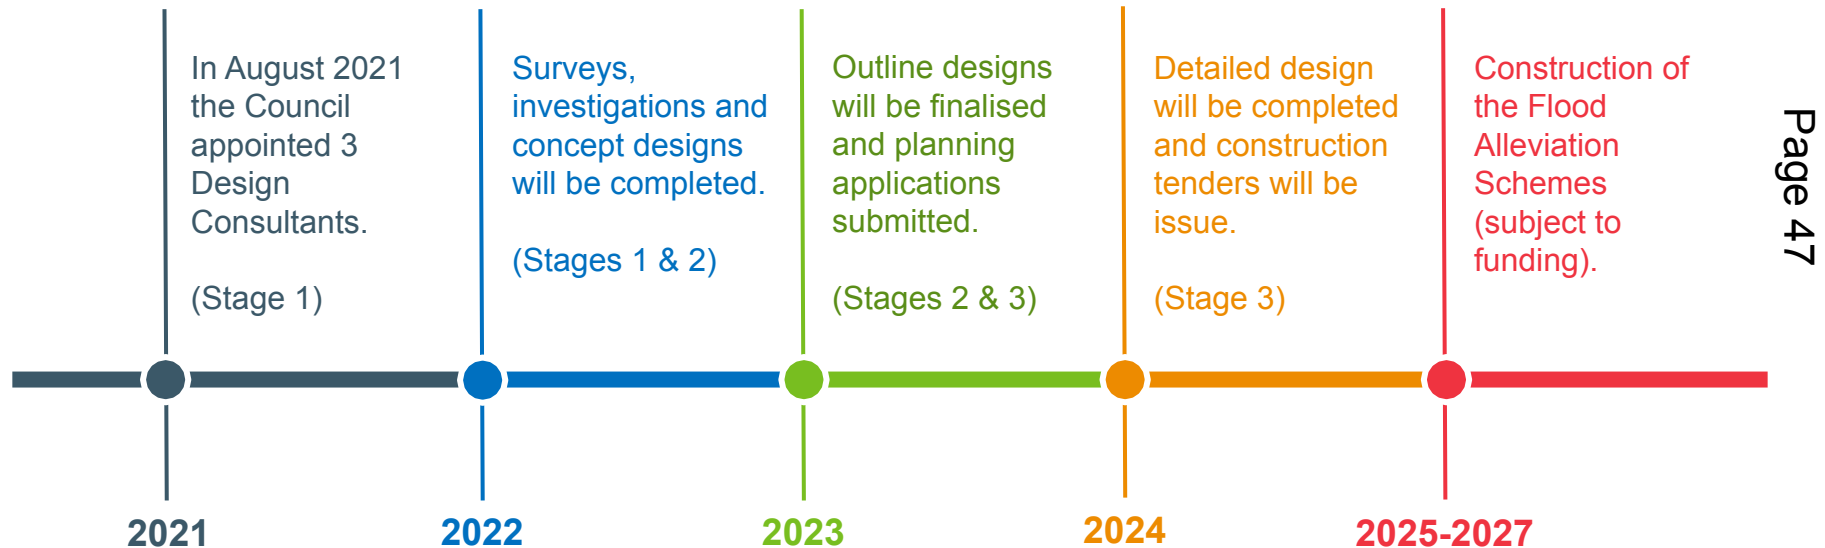 In August 2021
the Council
appointed 3
Design
Consultants.
(Stage 1)
Surveys,
investigations and
concept designs
will be completed.
(Stages 1 & 2)
Outline designs
will be finalised
and planning
applications
submitted.
(Stages 2 & 3)
Detailed design
will be completed
and construction
tenders will be
issue.
(Stage 3)
Construction of
the Flood
Alleviation
Schemes
(subject to
funding).
2021
2022
2023
2024
2025-2027
Page 47